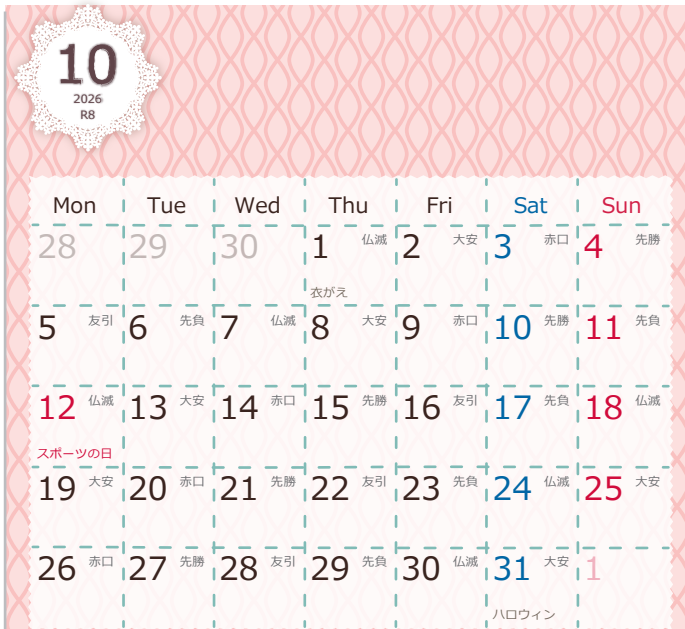 10
2026
R8
Mon Tue Wed Thu Fri Sat Sun
28 29 30 1 仏滅 2 大安 3 赤口 4 先勝
衣がえ
5 友引 6 先負 7 仏滅 8 大安 9 赤口 10 先勝 11 先負
12 仏滅 13 大安 14 赤口 15 先勝 16 友引 17 先負 18 仏滅
スポーツの日
19 大安 20 赤口 21 先勝 22 友引 23 先負 24 仏滅 25 大安
26 赤口 27 先勝 28 友引 29 先負 30 仏滅 31 大安 1
ハロウィン